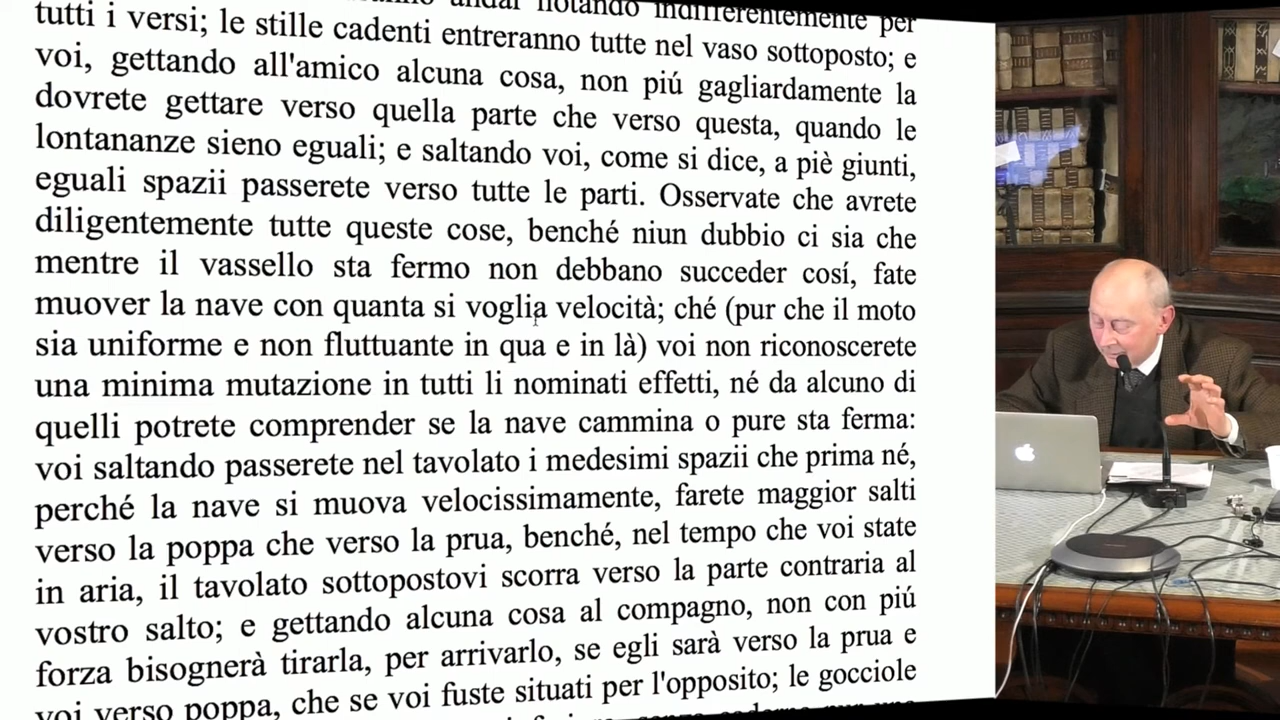 andar notando indifferentemente per
tutti i versi; le stille cadenti entreranno tutte nel vaso sottoposto; e
voi, gettando all'amico alcuna cosa, non piú gagliardamente la
dovrete gettare verso quella parte che verso questa, quando le
lontananze sieno eguali; e saltando voi, come si dice, a piè giunti,
eguali spazii passerete verso tutte le parti. Osservate che avrete
diligentemente tutte queste cose, benché niun dubbio ci sia che
mentre il vassello sta fermo non debbano succeder cosí, fate
muover la nave con quanta si voglia velocità; ché (pur che il moto
sia uniforme e non fluttuante in qua e in là) voi non riconoscerete
una minima mutazione in tutti li nominati effetti, né da alcuno di
quelli potrete comprender se la nave cammina o pure sta ferma:
voi saltando passerete nel tavolato i medesimi spazii che prima né,
perché la nave si muova velocissimamente, farete maggior salti
verso la poppa che verso la prua, benché, nel tempo che voi state
in aria, il tavolato sottopostovi scorra verso la parte contraria al
vostro salto; e gettando alcuna cosa al compagno, non con piú
forza bisognerà tirarla, per arrivarlo, se egli sarà verso la prua e
voi verso poppa, che se voi fuste situati per l'opposito; le gocciole